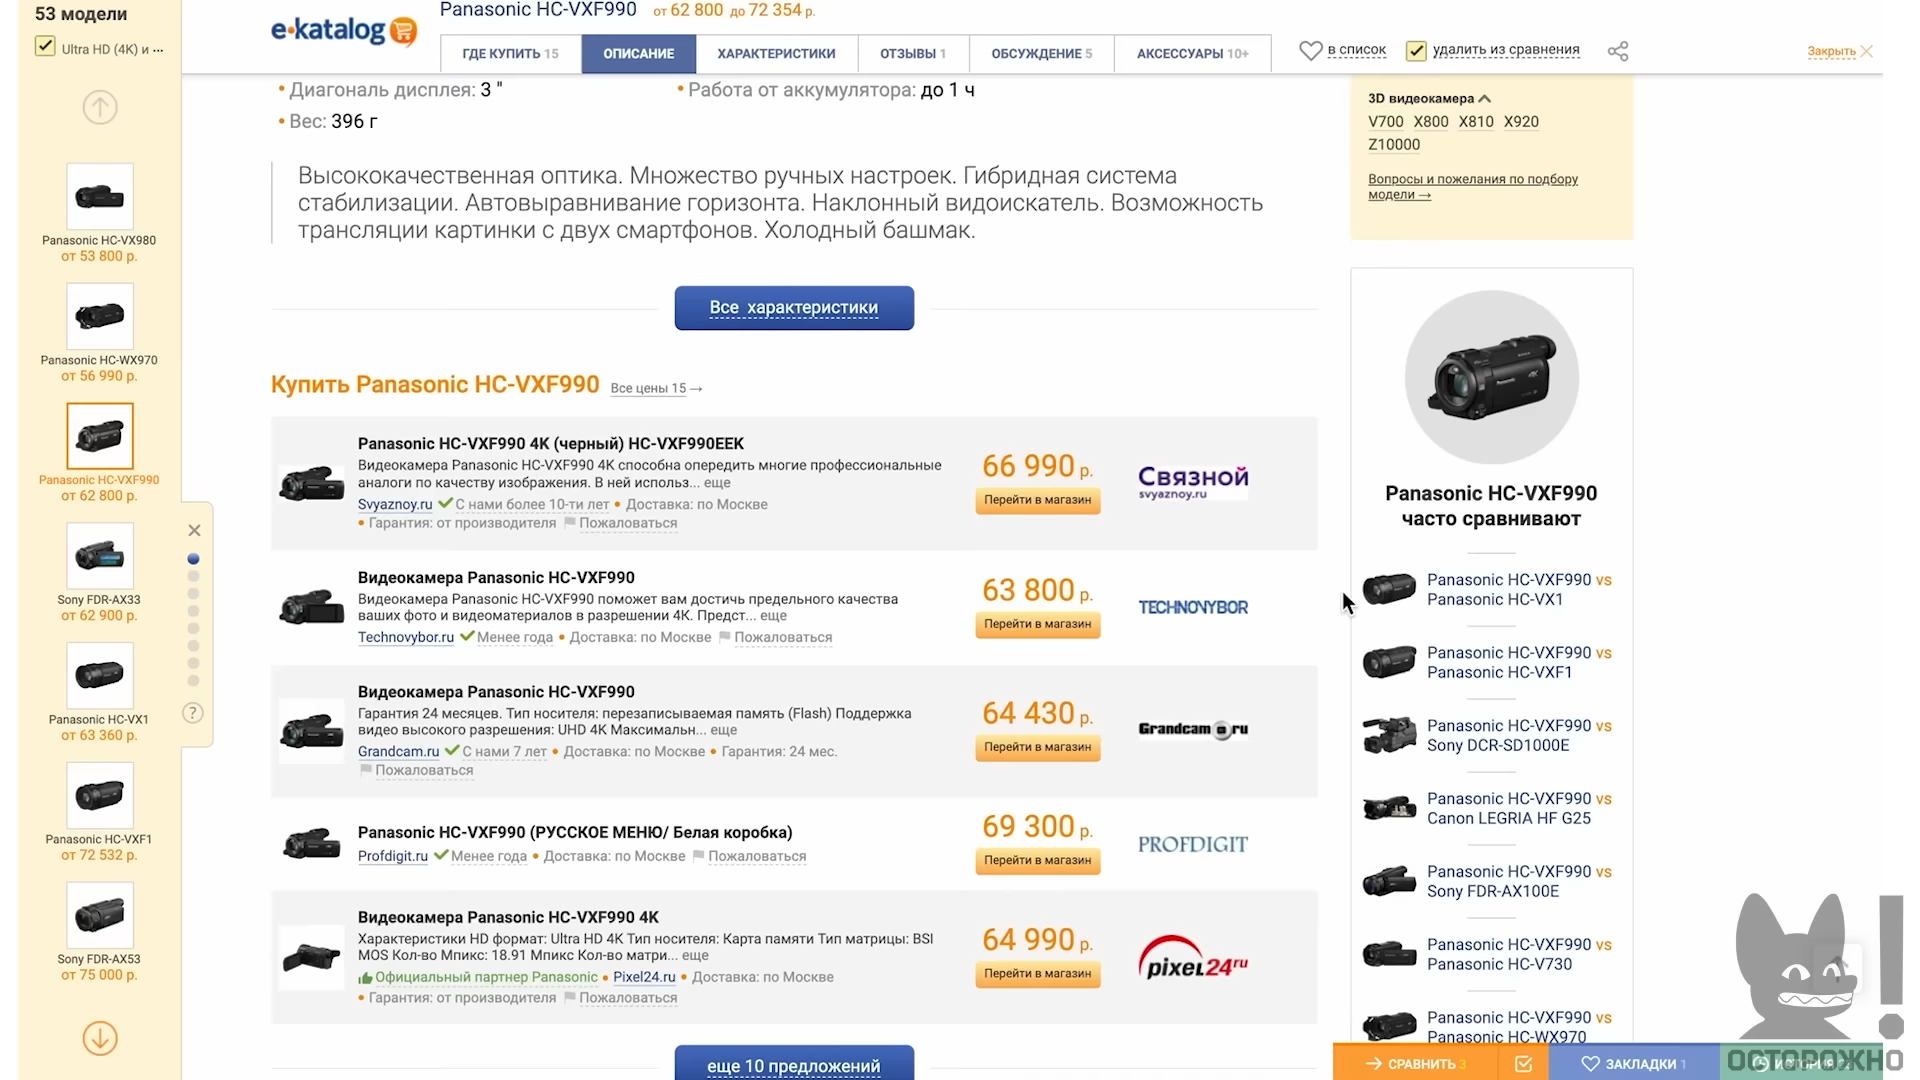 53 модели
Ultra HD (4K) и ...
Panasonic HC-VX980
от 53 800 р.
Panasonic HC-WX970
от 56 990 р.
Panasonic HC-VXF990
от 62 800 р.
Sony FDR-AX33
от 62 900 р.
Panasonic HC-VX1
от 63 360 р.
Panasonic HC-VXF1
от 72 532 р.
Sony FDR-AX53
от 75 000 р.
?
e-katalog
Panasonic HC-VXF990 от 62 800 до 72 354 р.
ГДЕ КУПИТЬ 15
ОПИСАНИЕ
ХАРАКТЕРИСТИКИ
ОТЗЫВЫ 1
ОБСУЖДЕНИЕ 5
АКСЕССУАРЫ 10+
в список
удалить из сравнения
Закрыть
• Диагональ дисплея: 3 "
• Работа от аккумулятора: до 1 ч
• Вес: 396 г
Высококачественная оптика. Множество ручных настроек. Гибридная система
стабилизации. Автовыравнивание горизонта. Наклонный видоискатель. Возможность
трансляции картинки с двух смартфонов. Холодный башмак.
Все характеристики
Купить Panasonic HC-VXF990 Все цены 15 →
Panasonic HC-VXF990 4K (черный) HC-VXF990EEK
Видеокамера Panasonic HC-VXF990 4K способна опередить многие профессиональные
аналоги по качеству изображения. В ней использ... еще
Svyaznoy.ru С нами более 10-ти лет • Доставка: по Москве
• Гарантия: от производителя Пожаловаться
66 990 р.
Перейти в магазин
Связной
svyaznoy.ru
Видеокамера Panasonic HC-VXF990
Видеокамера Panasonic HC-VXF990 поможет вам достичь предельного качества
ваших фото и видеоматериалов в разрешении 4K. Предст... еще
Technovybor.ru Менее года • Доставка: по Москве Пожаловаться
63 800 р.
Перейти в магазин
TECHNOVYBOR
Видеокамера Panasonic HC-VXF990
Гарантия 24 месяцев. Тип носителя: перезаписываемая память (Flash) Поддержка
видео высокого разрешения: UHD 4K Максимальн... еще
Grandcam.ru С нами 7 лет • Доставка: по Москве • Гарантия: 24 мес.
Пожаловаться
64 430 р.
Перейти в магазин
Grandcam.ru
Panasonic HC-VXF990 (РУССКОЕ МЕНЮ/ Белая коробка)
Profdigit.ru Менее года • Доставка: по Москве Пожаловаться
69 300 р.
Перейти в магазин
PROFDIGIT
Видеокамера Panasonic HC-VXF990 4K
Характеристики HD формат: Ultra HD 4K Тип носителя: Карта памяти Тип матрицы: BSI
MOS Кол-во Мпикс: 18.91 Мпикс Кол-во матри... еще
Официальный партнер Panasonic • Pixel24.ru • Доставка: по Москве
• Гарантия: от производителя Пожаловаться
64 990 р.
Перейти в магазин
pixel24.ru
еще 10 предложений
3D видеокамера
V700 X800 X810 X920
Z10000
Вопросы и пожелания по подбору
модели →
Panasonic HC-VXF990
часто сравнивают
Panasonic HC-VXF990 vs
Panasonic HC-VX1
Panasonic HC-VXF990 vs
Panasonic HC-VXF1
Panasonic HC-VXF990 vs
Sony DCR-SD1000E
Panasonic HC-VXF990 vs
Canon LEGRIA HF G25
Panasonic HC-VXF990 vs
Sony FDR-AX100E
Panasonic HC-VXF990 vs
Panasonic HC-V730
Panasonic HC-VXF990 vs
Panasonic HC-WX970
СРАВНИТЬ 3
ЗАКЛАДКИ 1
ОСТОРОЖНО
!